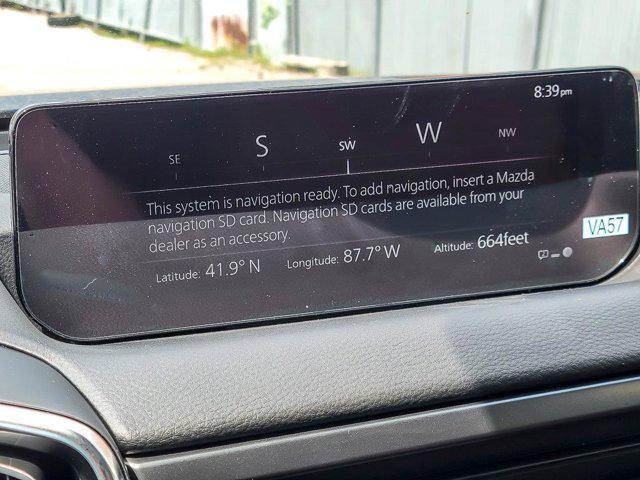 8:39pm
SE S SW W NW
This system is navigation ready. To add navigation, insert a Mazda
navigation SD card. Navigation SD cards are available from your
dealer as an accessory.
VA57
Latitude: 41.9° N Longitude: 87.7° W Altitude: 664feet